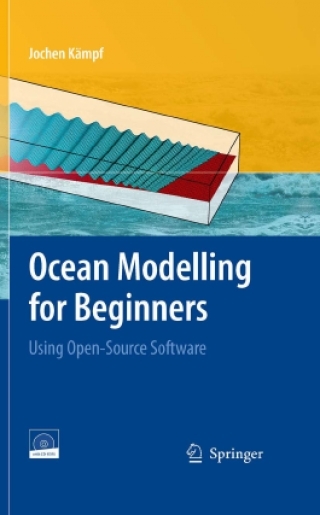 Jochen Kämpf
Ocean Modelling
for Beginners
Using Open-Source Software
Springer